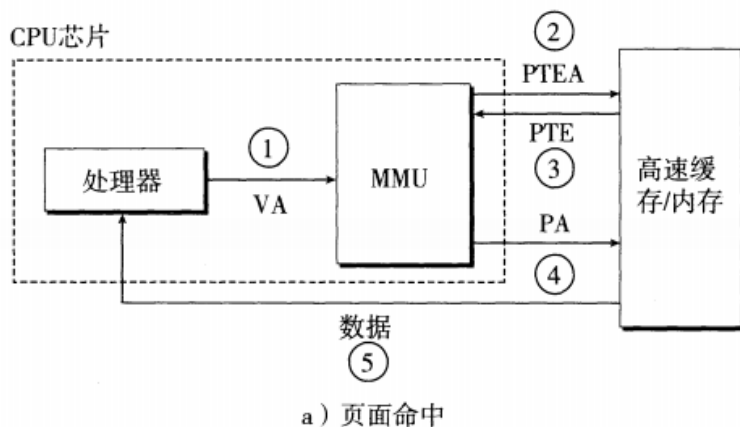 CPU芯片
②
PTEA
①
处理器
VA
MMU
PTE
③
高速缓
存/内存
PA
④
数据
⑤
a）页面命中